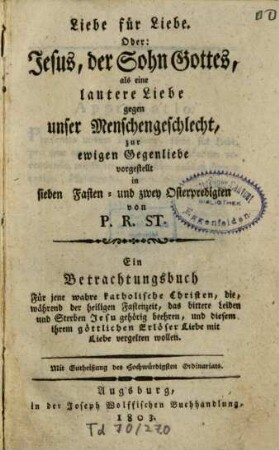 Liebe für Liebe.
Oder:
Jesus, der Sohn Gottes,
als eine
lautere Liebe
gegen
unser Menschengeschlecht,
zur
ewigen Gegenliebe
vorgestellt
in
sieben Fasten- und zwey Osterpredigten
von
P. R. ST.
Ein
Betrachtungsbuch
Für jene wahre katholische Christen, die,
während der heiligen Fastenzeit, das bittere Leiden
und Sterben Jesu gehörig beehren, und diesem
ihrem göttlichen Erlöser Liebe mit
Liebe vergelten wollen.
Mit Gutheißung des Hochwürdigsten Ordinariats.
Augsburg,
in der Joseph Wolffischen Buchhandlung,
1803.
Td 70/270